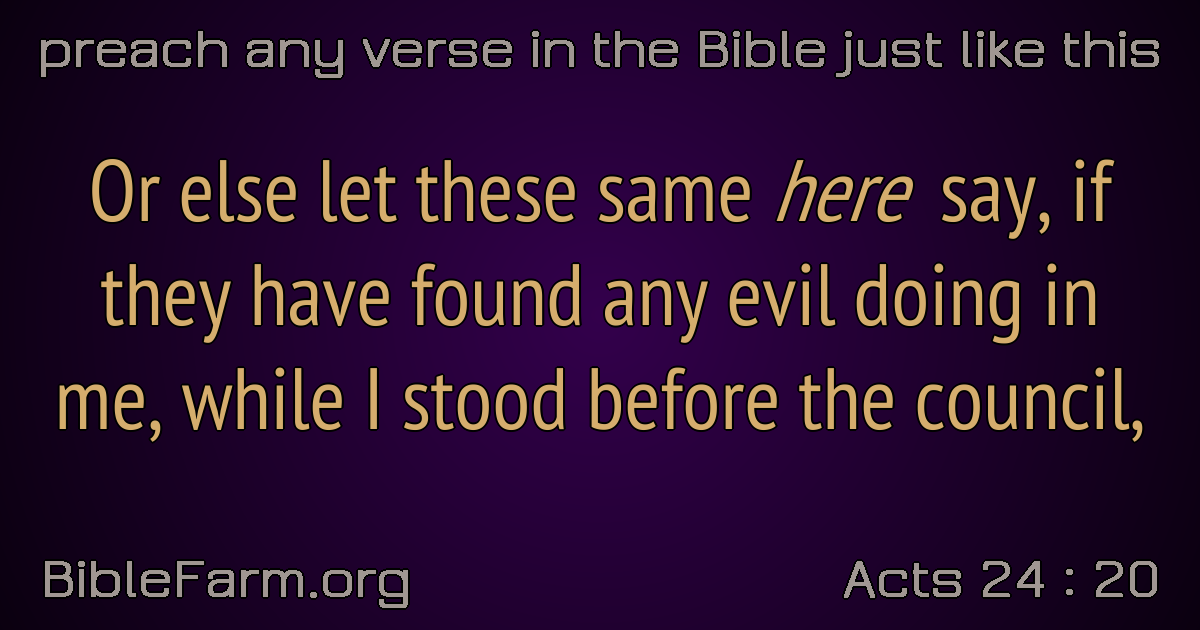 preach any verse in the Bible just like this
Or else let these same here say, if
they have found any evil doing in
me, while I stood before the council,
BibleFarm.org
Acts 24 : 20